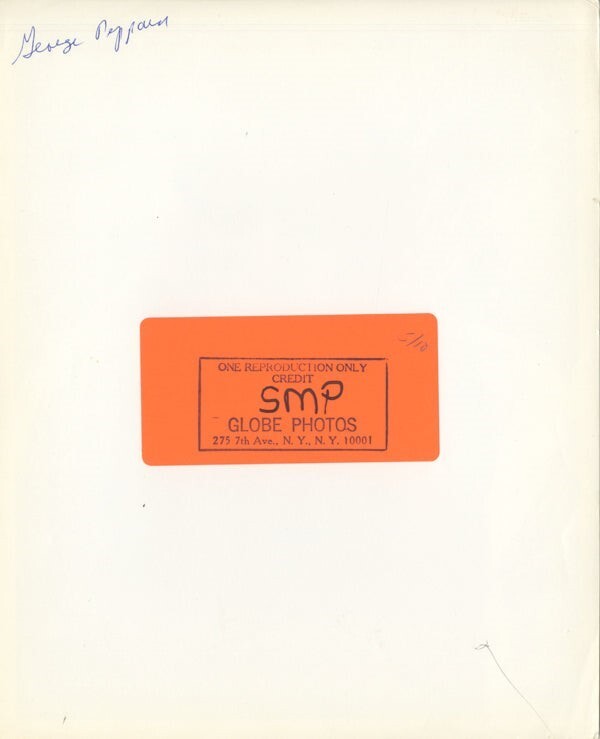 George Peppard
5/10
ONE REPRODUCTION ONLY
CREDIT
SMP
GLOBE PHOTOS
275 7th Ave., N. Y., N. Y. 10001